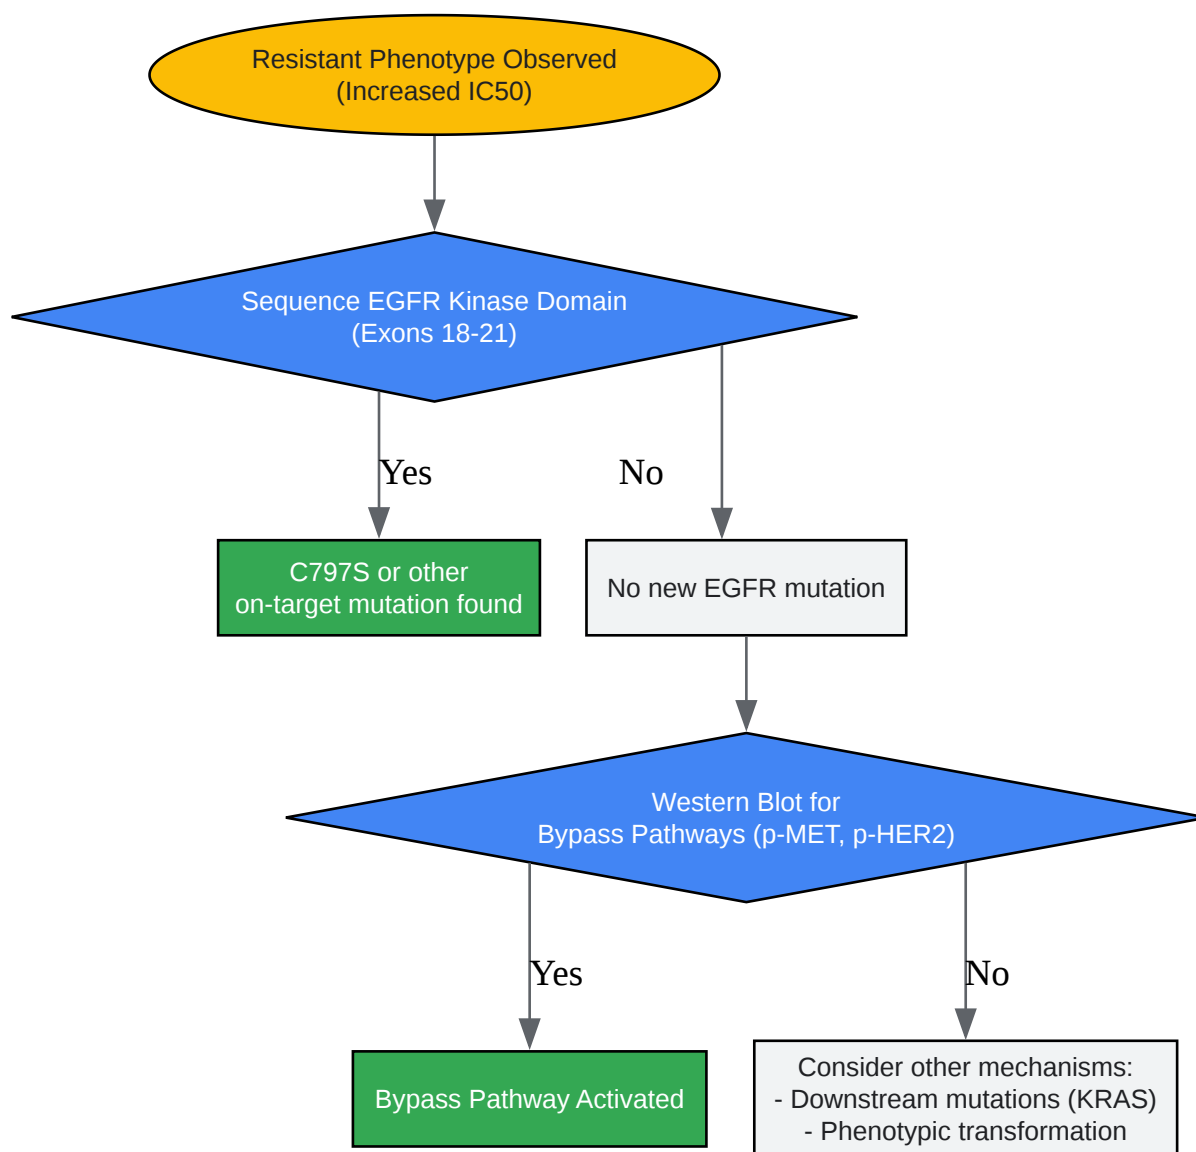 Resistant Phenotype Observed
(Increased IC50)
Sequence EGFR Kinase Domain
(Exons 18-21)
Yes
No
C797S or other
on-target mutation found
No new EGFR mutation
Western Blot for
Bypass Pathways (p-MET, p-HER2)
Yes
No
Bypass Pathway Activated
Consider other mechanisms:
- Downstream mutations (KRAS)
- Phenotypic transformation